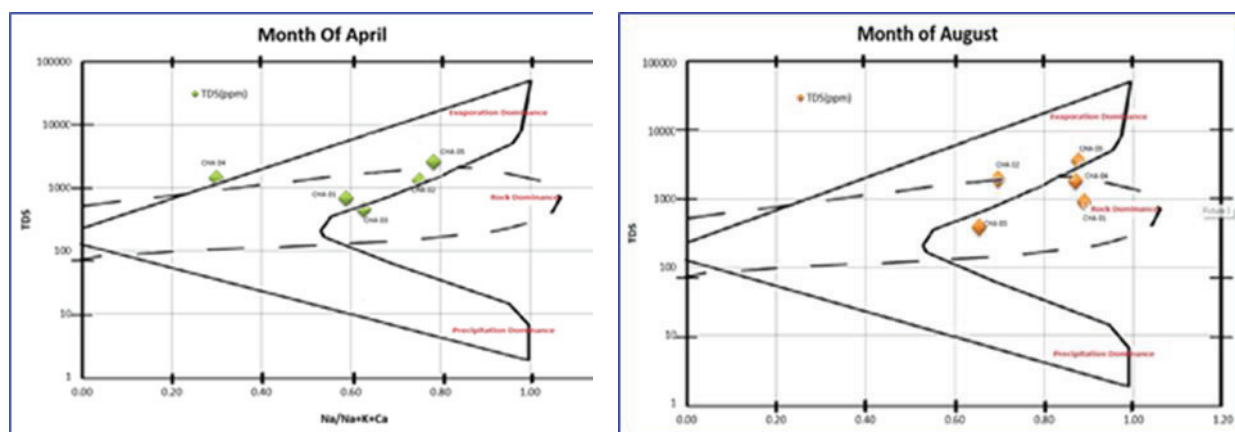 Month Of April
100000
10000
1000
100
10
1
TDS
TDS(ppm)
Evaporation Dominance
CHA 04
CHA 05
CHA 02
CHA 01
CHA 03
Rock Dominance
Precipitation Dominance
0.00 0.20 0.40 0.60 0.80 1.00
Na/Na+K+Ca
Month of August
100000
10000
1000
100
10
1
TDS
TDS(ppm)
Evaporation Dominance
CHA 02
CHA 04
Rock Dominance
CHA 01
Precipitation Dominance
0.00 0.20 0.40 0.60 0.80 1.00 1.20